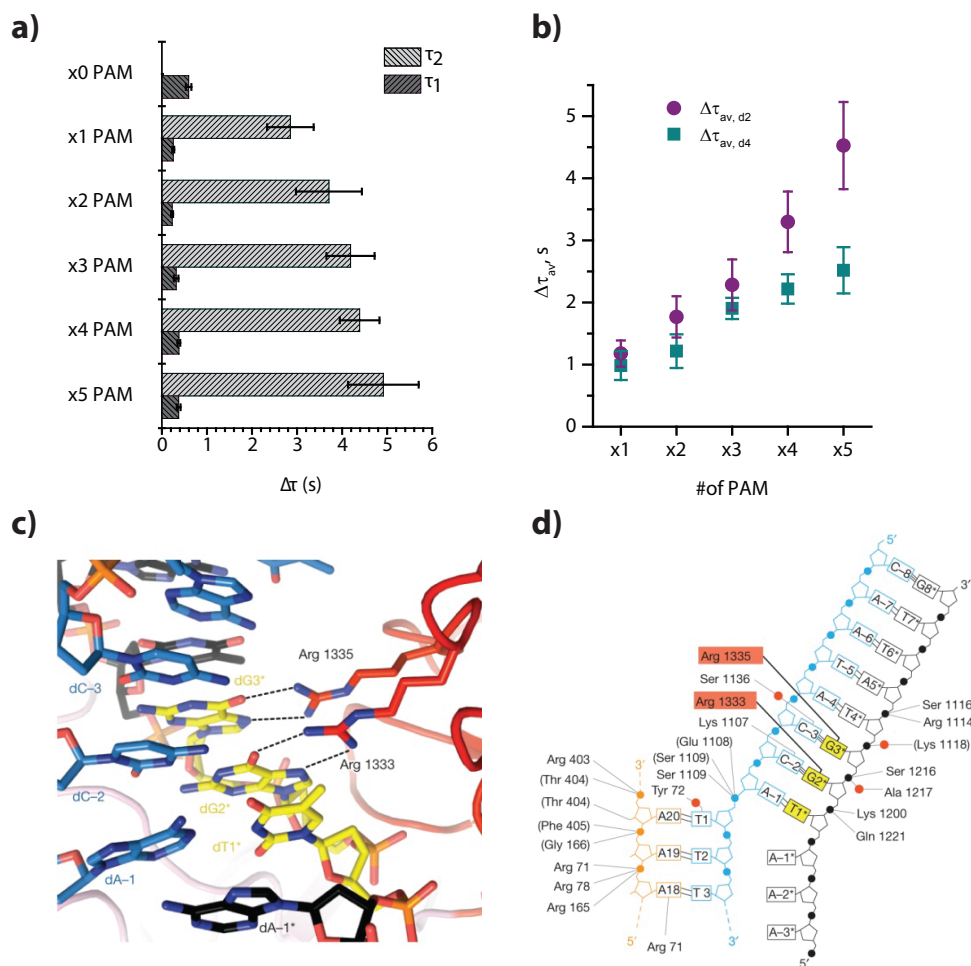 a)
τ2
τ1
x0 PAM
x1 PAM
x2 PAM
x3 PAM
x4 PAM
x5 PAM
0 1 2 3 4 5 6
Δτ (s)
b)
Δτav, d2
Δτav, d4
Δτav, s
5
4
3
2
1
0
x1 x2 x3 x4 x5
#of PAM
c)
dC–3
dG3*
Arg 1335
Arg 1333
dC–2
dG2*
dT1*
dA–1
dA–1*
d)
5′
3′
C–8 G8*
A–7 T7*
A–6 T6*
T–5 A5*
A–4 T4*
C–3 G3*
C–2 G2*
A–1 T1*
A–1*
A–2*
A–3*
5′
Arg 1335
Ser 1136
Arg 1333
Lys 1107
(Glu 1108)
(Ser 1109)
Ser 1109
Tyr 72
Ser 1116
Arg 1114
(Lys 1118)
Ser 1216
Ala 1217
Lys 1200
Gln 1221
Arg 403
(Thr 404)
(Thr 404)
(Phe 405)
(Gly 166)
Arg 71
Arg 78
Arg 165
3′
A20 T1
A19 T2
A18 T3
5′
3′
Arg 71